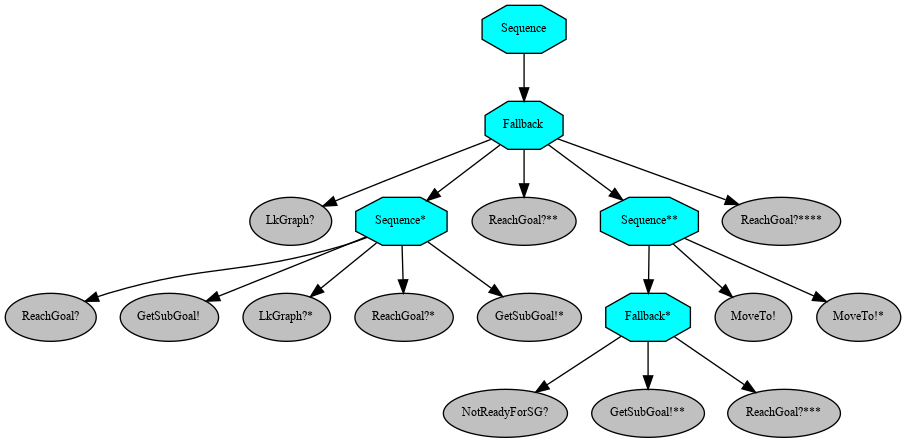 Sequence
Fallback
LkGraph?
Sequence*
ReachGoal?**
Sequence**
ReachGoal?****
ReachGoal?
GetSubGoal!
LkGraph?*
ReachGoal?*
GetSubGoal!*
Fallback*
MoveTo!
MoveTo!*
NotReadyForSG?
GetSubGoal!**
ReachGoal?***